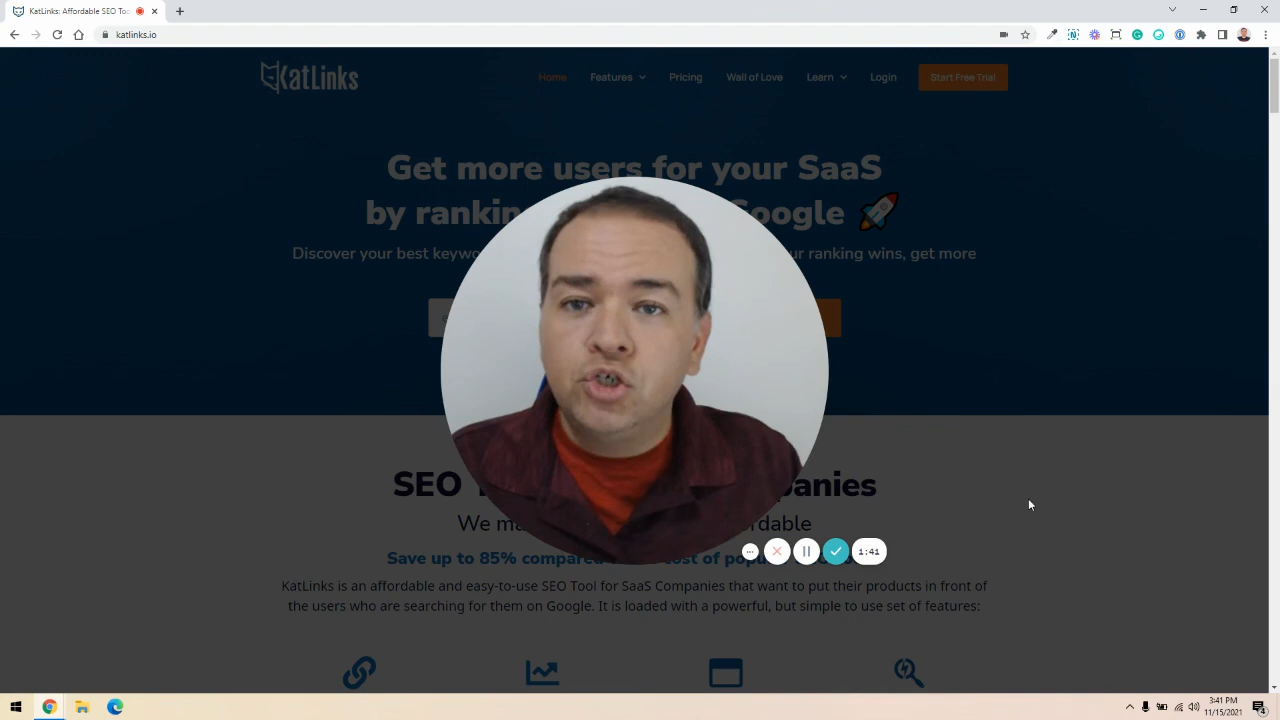 KatLinks: Affordable SEO Too
katlinks.io
KatLinks
Home
Features
Pricing
Wall of Love
Learn
Login
Start Free Trial
Get more users for your SaaS
by rankin Google
Discover your best keywo ur ranking wins, get more
SEO panies
We ma rdable
Save up to 85% compared cost of popu
KatLinks is an affordable and easy-to-use SEO Tool for SaaS Companies that want to put their products in front of
the users who are searching for them on Google. It is loaded with a powerful, but simple to use set of features:
1:41
3:41 PM
11/15/2021
4